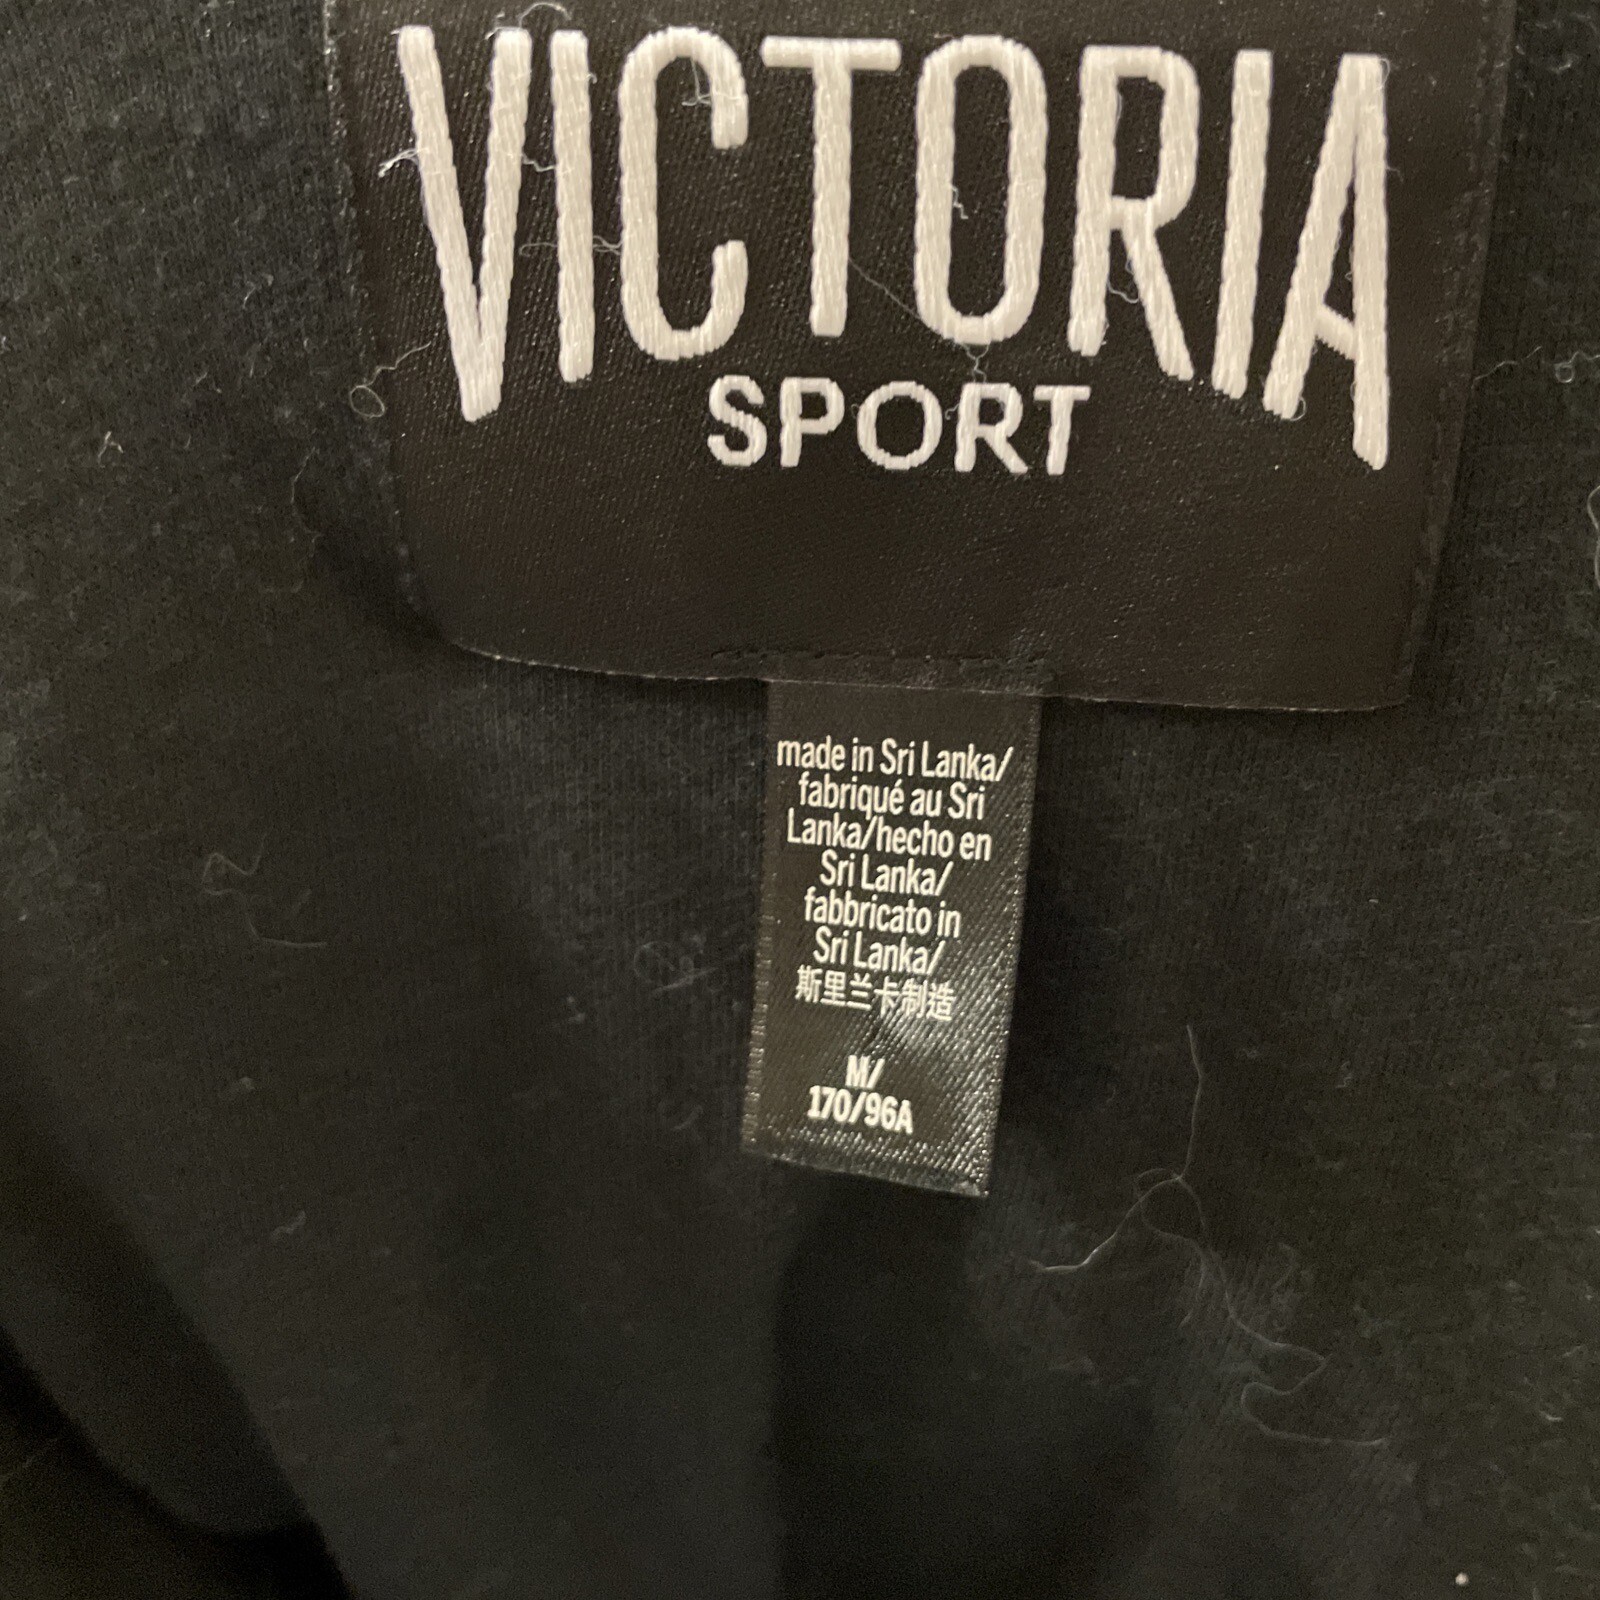 VICTORIA
SPORT
made in Sri Lanka/
fabriqué au Sri
Lanka/hecho en
Sri Lanka/
fabbricato in
Sri Lanka/
斯里兰卡制造
M/
170/96A